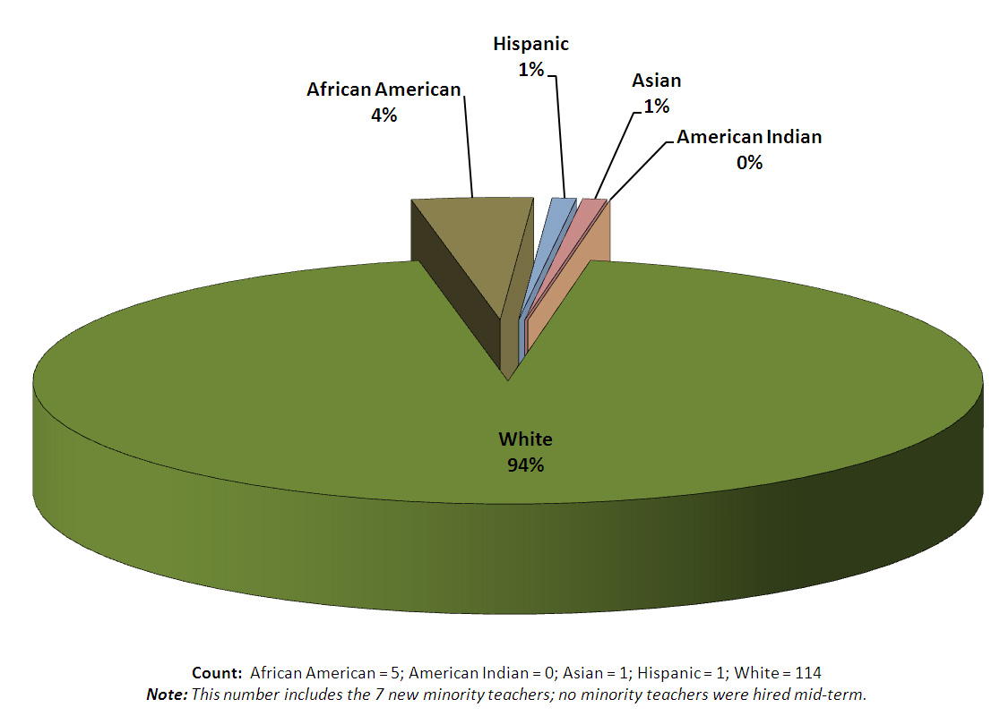 Hispanic
1%
African American
4%
Asian
1%
American Indian
0%
White
94%
Count:  African American = 5; American Indian = 0; Asian = 1; Hispanic = 1; White = 114
Note: This number includes the 7 new minority teachers; no minority teachers were hired mid-term.